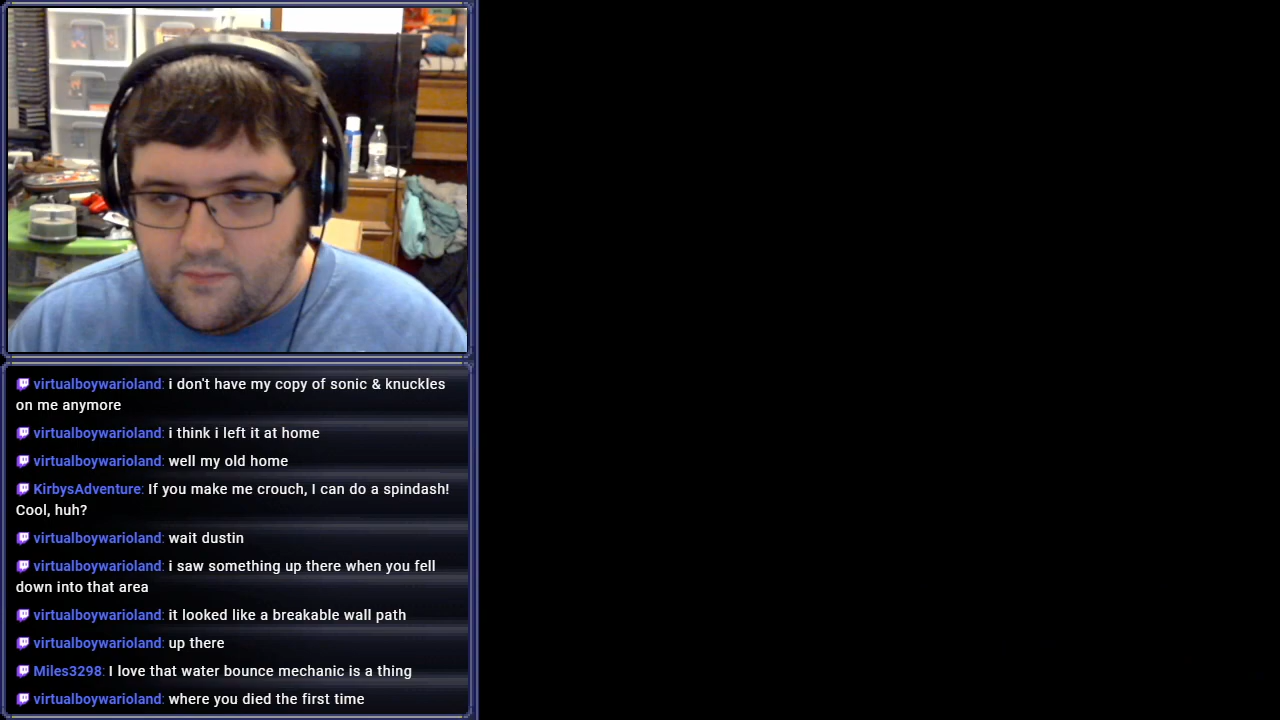 virtualboywarioland: i don't have my copy of sonic & knuckles
on me anymore
virtualboywarioland: i think i left it at home
virtualboywarioland: well my old home
KirbysAdventure: If you make me crouch, I can do a spindash!
Cool, huh?
virtualboywarioland: wait dustin
virtualboywarioland: i saw something up there when you fell
down into that area
virtualboywarioland: it looked like a breakable wall path
virtualboywarioland: up there
Miles3298: I love that water bounce mechanic is a thing
virtualboywarioland: where you died the first time